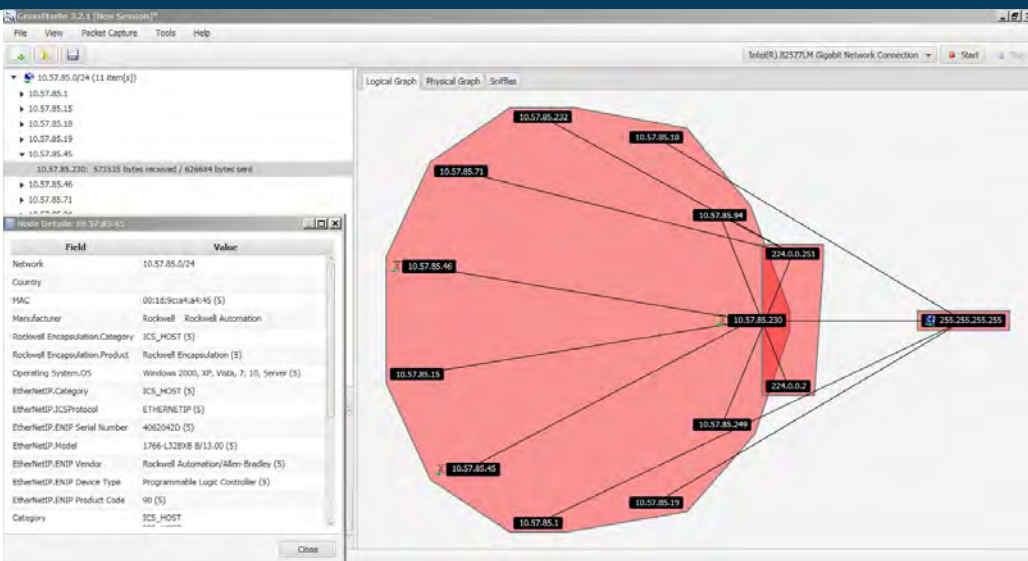 GrassMarlin 3.2.1 [New Session]*
File View Packet Capture Tools Help
Intel(R) 82577LM Gigabit Network Connection Start
10.57.85.0/24 (11 item[s])
10.57.85.1
10.57.85.15
10.57.85.18
10.57.85.19
10.57.85.45
10.57.85.230: 573535 bytes received / 626684 bytes sent
10.57.85.46
10.57.85.71
Node Details: 10.57.85.45
Field Value
Network 10.57.85.0/24
Country
MAC 00:1d:9c:a4:a4:45 (5)
Manufacturer Rockwell Rockwell Automation
Rockwell Encapsulation.Category ICS_HOST (5)
Rockwell Encapsulation.Product Rockwell Encapsulation (5)
Operating System.OS Windows 2000, XP, Vista, 7, 10, Server (5)
EtherNetIP.Category ICS_HOST (5)
EtherNetIP.ICSProtocol ETHERNETIP (5)
EtherNetIP.ENIP Serial Number 4062042D (5)
EtherNetIP.Model 1766-L32BXB B/13.00 (5)
EtherNetIP.ENIP Vendor Rockwell Automation/Allen-Bradley (5)
EtherNetIP.ENIP Device Type Programmable Logic Controller (5)
EtherNetIP.ENIP Product Code 90 (5)
Category ICS_HOST
Close
Logical Graph Physical Graph Sniffles
10.57.85.232
10.57.85.18
10.57.85.71
10.57.85.94
224.0.0.251
10.57.85.46
10.57.85.230
255.255.255.255
10.57.85.15
224.0.0.2
10.57.85.249
10.57.85.45
10.57.85.19
10.57.85.1